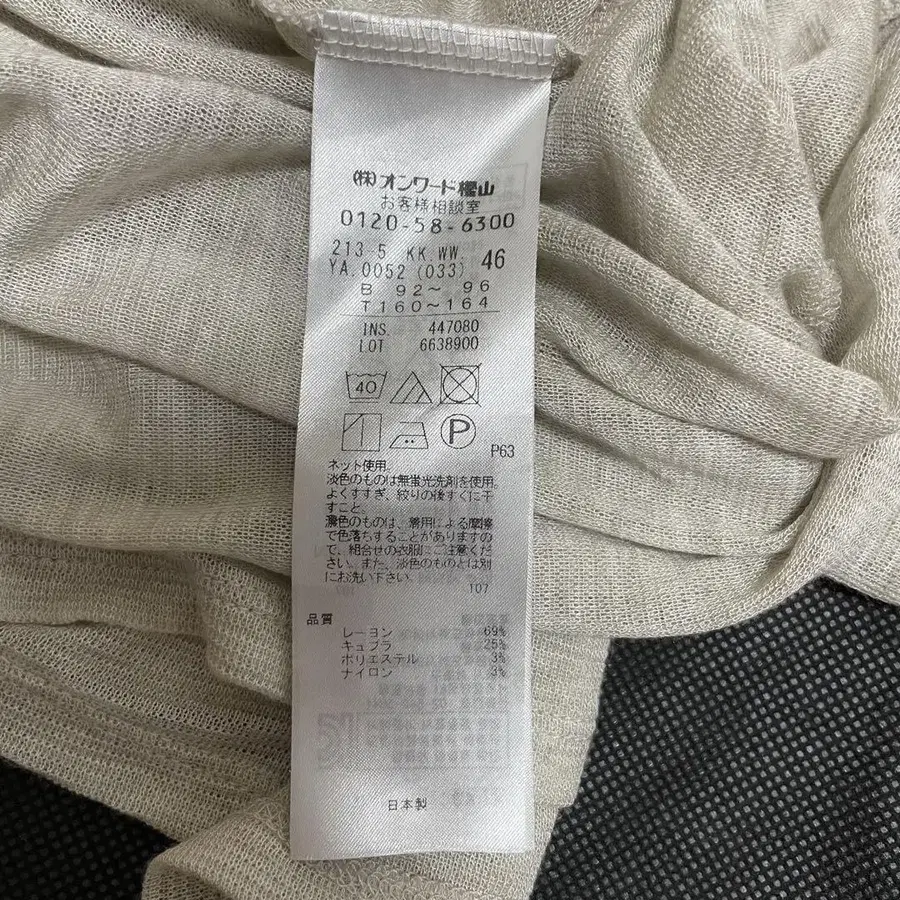 (株)オンワード樫山
お客様相談室
0120-58-6300
213-5 KK.WW. 46
YA.0052 (033)
B 92〜 96
T160〜164
INS. 447080
LOT 6638900
40
P
P63
ネット使用。
淡色のものは無蛍光洗剤を使用。
よくすすぎ、絞りの後すぐに干
すこと。
濃色のものは、着用による摩擦
で色落ちすることがありますの
で、組合せの衣服にご注意くだ
さい。また、淡色のものとは別
にお洗い下さい。
107
品質
レーヨン 69%
キュプラ 25%
ポリエステル 3%
ナイロン 3%
日本製